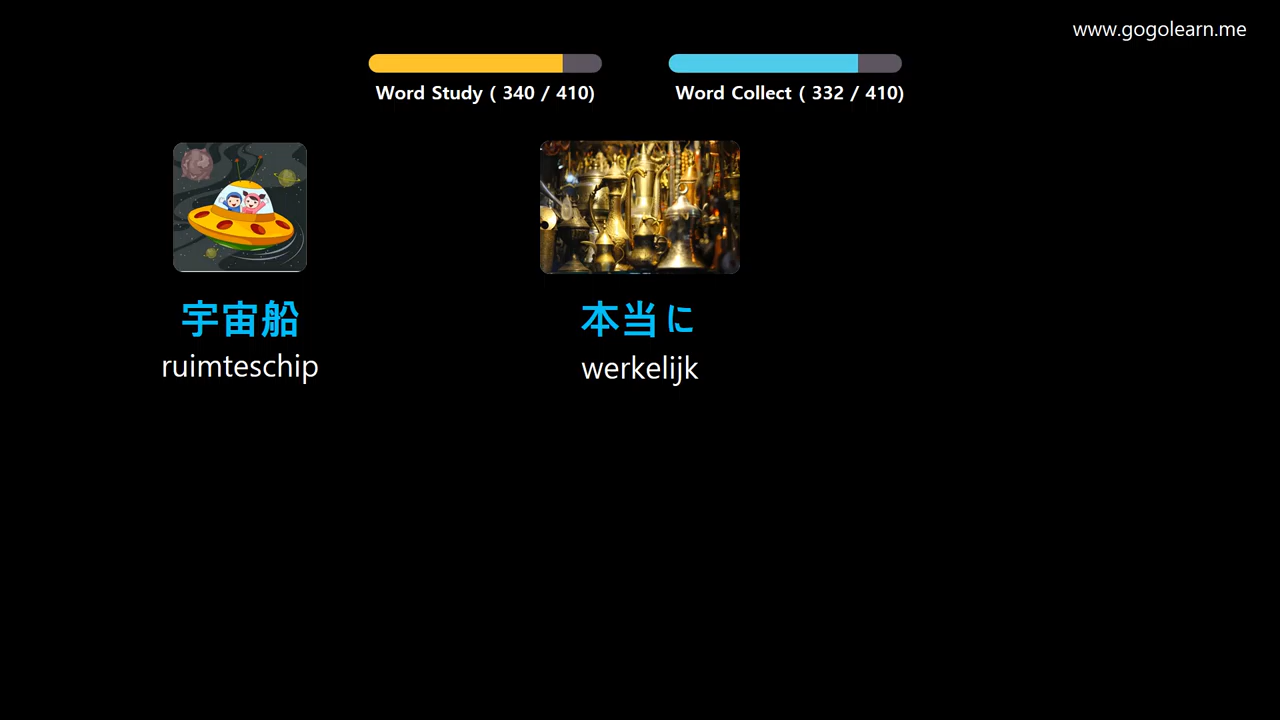 www.gogolearn.me
Word Study ( 340 / 410)
Word Collect ( 332 / 410)
宇宙船
ruimteschip
本当に
werkelijk